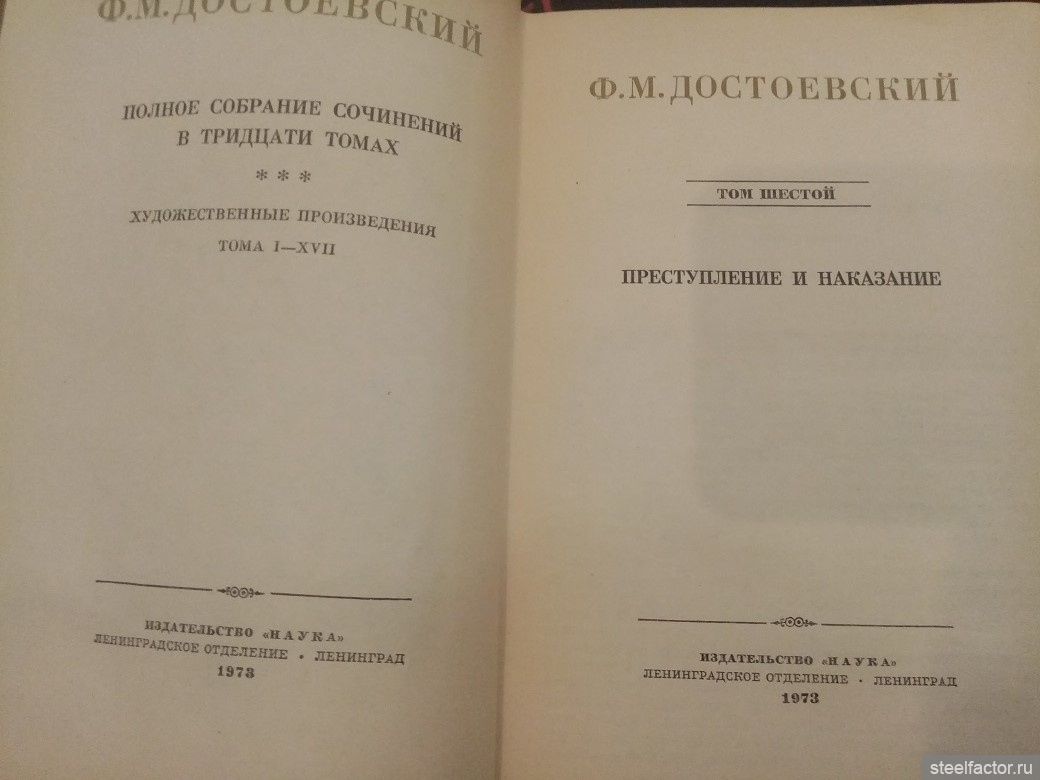 Ф.М. ДОСТОЕВСКИЙ
ПОЛНОЕ СОБРАНИЕ СОЧИНЕНИЙ
В ТРИДЦАТИ ТОМАХ
* * *
ХУДОЖЕСТВЕННЫЕ ПРОИЗВЕДЕНИЯ
ТОМА I—XVII
ИЗДАТЕЛЬСТВО «НАУКА»
ЛЕНИНГРАДСКОЕ ОТДЕЛЕНИЕ • ЛЕНИНГРАД
1973
Ф.М. ДОСТОЕВСКИЙ
ТОМ ШЕСТОЙ
ПРЕСТУПЛЕНИЕ И НАКАЗАНИЕ
ИЗДАТЕЛЬСТВО «НАУКА»
ЛЕНИНГРАДСКОЕ ОТДЕЛЕНИЕ • ЛЕНИНГРАД
1973
steelfactor.ru